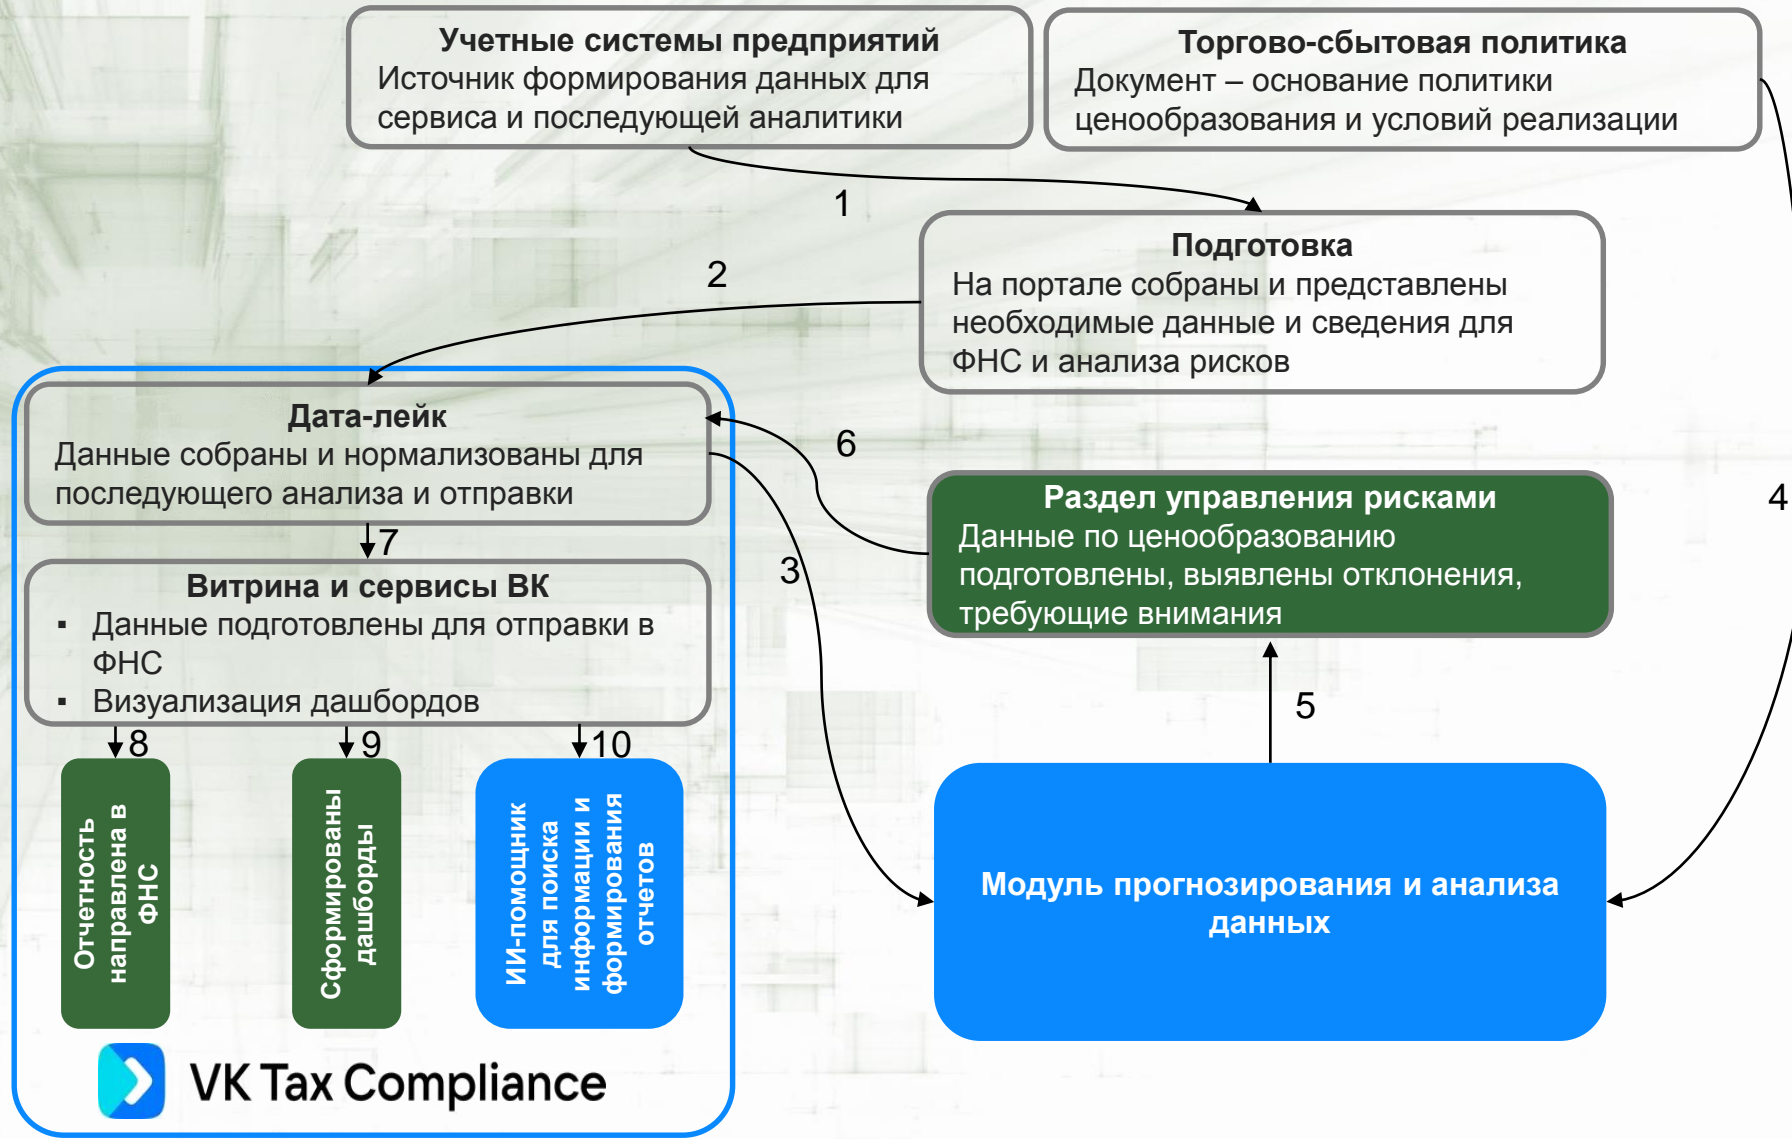 Учетные системы предприятий
Источник формирования данных для
сервиса и последующей аналитики
Торгово-сбытовая политика
Документ – основание политики
ценообразования и условий реализации
1
Подготовка
На портале собраны и представлены
необходимые данные и сведения для
ФНС и анализа рисков
2
Дата-лейк
Данные собраны и нормализованы для
последующего анализа и отправки
6
3
4
Раздел управления рисками
Данные по ценообразованию
подготовлены, выявлены отклонения,
требующие внимания
7
Витрина и сервисы ВК
▪ Данные подготовлены для отправки в
ФНС
▪ Визуализация дашбордов
5
8
9
10
Отчетность
направлена в
ФНС
Сформированы
дашборды
ИИ-помощник
для поиска
информации и
формирования
отчетов
Модуль прогнозирования и анализа
данных
VK Tax Compliance